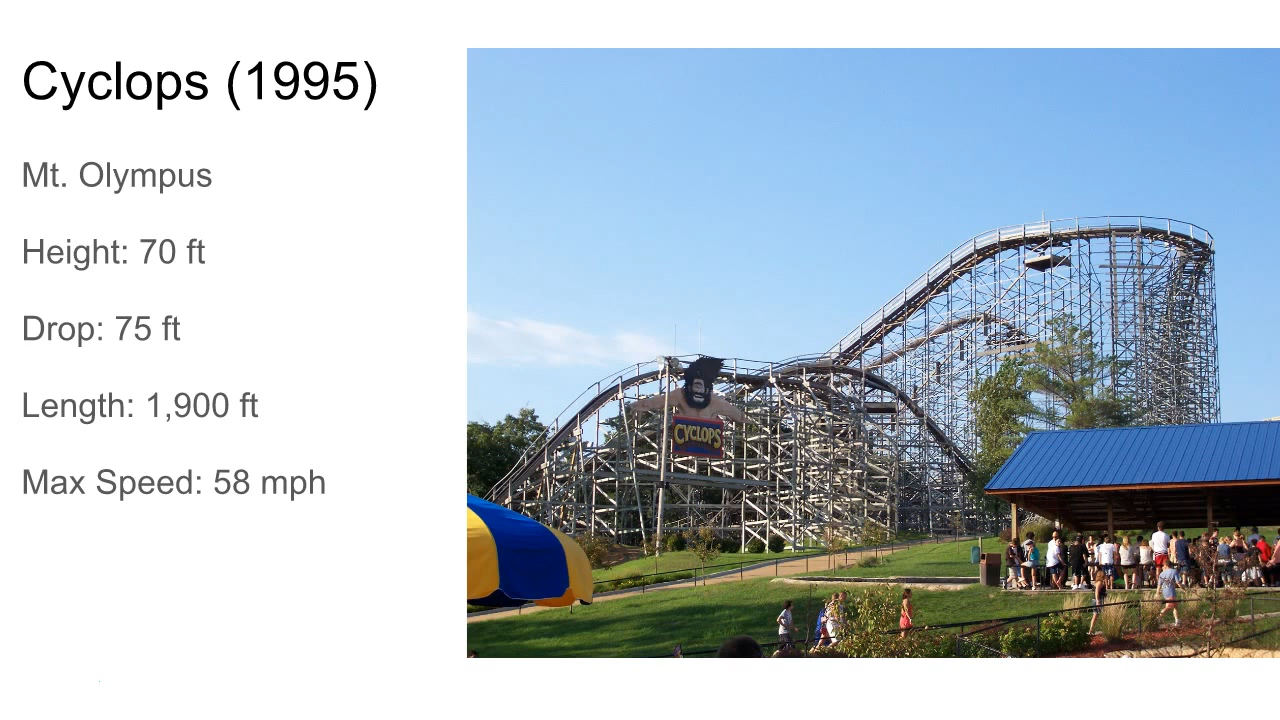 Cyclops (1995)
Mt. Olympus
Height: 70 ft
Drop: 75 ft
Length: 1,900 ft
Max Speed: 58 mph
CYCLOPS